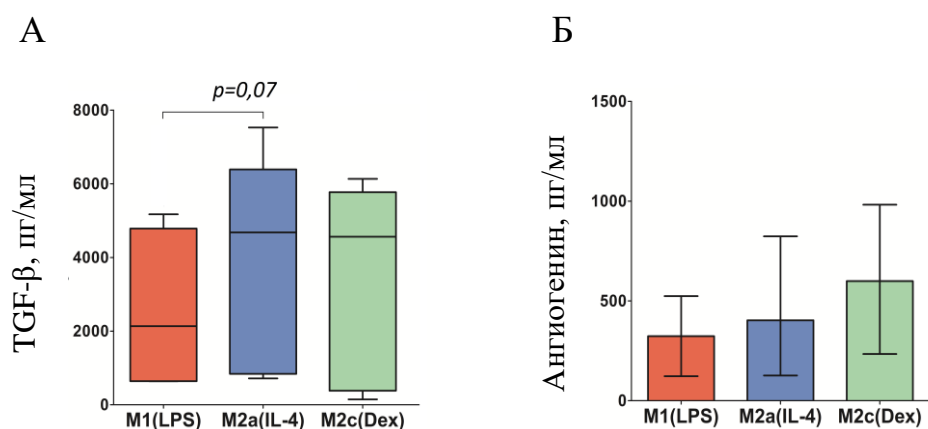 А
p=0,07
8000
6000
4000
2000
0
TGF-β, пг/мл
M1(LPS) M2a(IL-4) M2c(Dex)
Б
1500
1000
500
0
Ангиогенин, пг/мл
M1(LPS) M2a(IL-4) M2c(Dex)